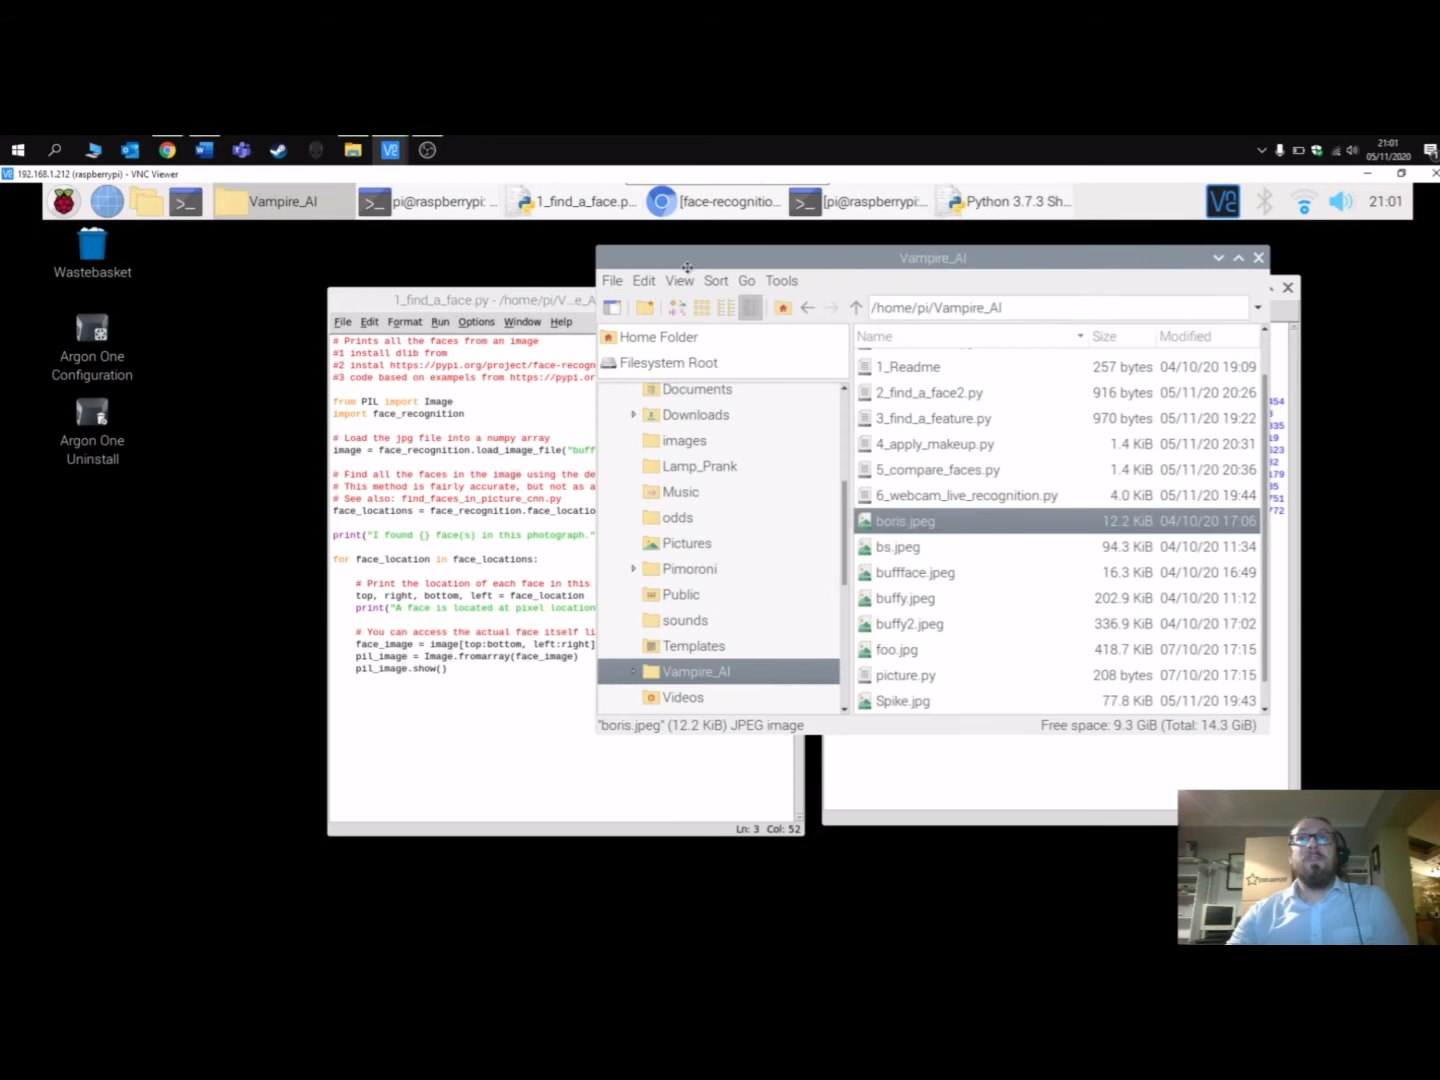 21:01
05/11/2020
192.168.1.212 (raspberrypi) - VNC Viewer
Vampire_AI
pi@raspberrypi: ...
1_find_a_face.p...
[face-recognitio...
[pi@raspberrypi:...
Python 3.7.3 Sh...
21:01
Wastebasket
Argon One
Configuration
Argon One
Uninstall
1_find_a_face.py - /home/pi/V...e_A
File Edit Format Run Options Window Help
# Prints all the faces from an image
#1 install dlib from
#2 instal https://pypi.org/project/face-recogn
#3 code based on exampels from https://pypi.or
from PIL import Image
import face_recognition
# Load the jpg file into a numpy array
image = face_recognition.load_image_file("buff
# Find all the faces in the image using the de
# This method is fairly accurate, but not as a
# See also: find_faces_in_picture_cnn.py
face_locations = face_recognition.face_locatio
print("I found {} face(s) in this photograph."
for face_location in face_locations:
# Print the location of each face in this
top, right, bottom, left = face_location
print("A face is located at pixel location
# You can access the actual face itself li
face_image = image[top:bottom, left:right]
pil_image = Image.fromarray(face_image)
pil_image.show()
Ln: 3 Col: 52
Vampire_AI
File Edit View Sort Go Tools
/home/pi/Vampire_AI
Home Folder
Filesystem Root
Documents
Downloads
images
Lamp_Prank
Music
odds
Pictures
Pimoroni
Public
sounds
Templates
Vampire_AI
Videos
Name Size Modified
1_Readme 257 bytes 04/10/20 19:09
2_find_a_face2.py 916 bytes 05/11/20 20:26
3_find_a_feature.py 970 bytes 05/11/20 19:22
4_apply_makeup.py 1.4 KiB 05/11/20 20:31
5_compare_faces.py 1.4 KiB 05/11/20 20:36
6_webcam_live_recognition.py 4.0 KiB 05/11/20 19:44
boris.jpeg 12.2 KiB 04/10/20 17:06
bs.jpeg 94.3 KiB 04/10/20 11:34
buffface.jpeg 16.3 KiB 04/10/20 16:49
buffy.jpeg 202.9 KiB 04/10/20 11:12
buffy2.jpeg 336.9 KiB 04/10/20 17:02
foo.jpg 418.7 KiB 07/10/20 17:15
picture.py 208 bytes 07/10/20 17:15
Spike.jpg 77.8 KiB 05/11/20 19:43
"boris.jpeg" (12.2 KiB) JPEG image
Free space: 9.3 GiB (Total: 14.3 GiB)